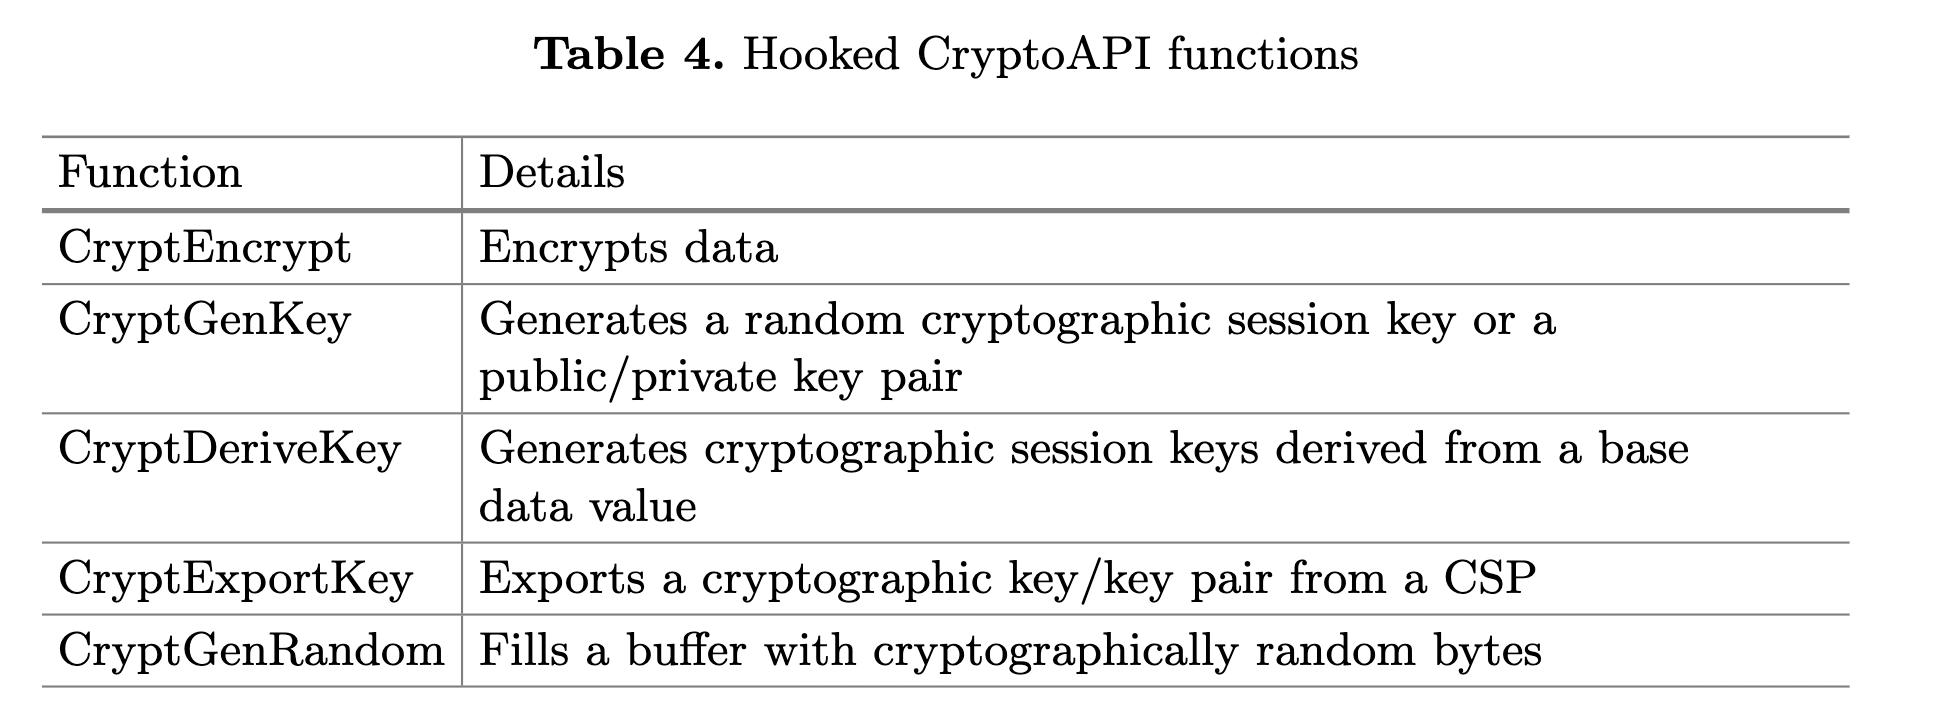 Table 4. Hooked CryptoAPI functions
Function Details
CryptEncrypt Encrypts data
CryptGenKey Generates a random cryptographic session key or a
public/private key pair
CryptDeriveKey Generates cryptographic session keys derived from a base
data value
CryptExportKey Exports a cryptographic key/key pair from a CSP
CryptGenRandom Fills a buffer with cryptographically random bytes